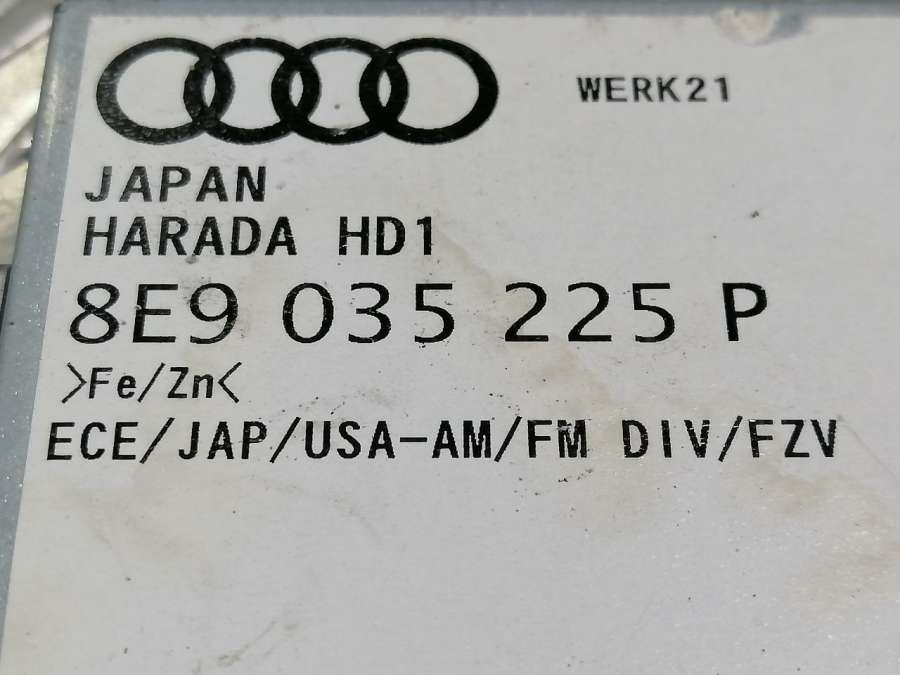 WERK21
JAPAN
HARADA HD1
8E9 035 225 P
>Fe/Zn<
ECE/JAP/USA-AM/FM DIV/FZV